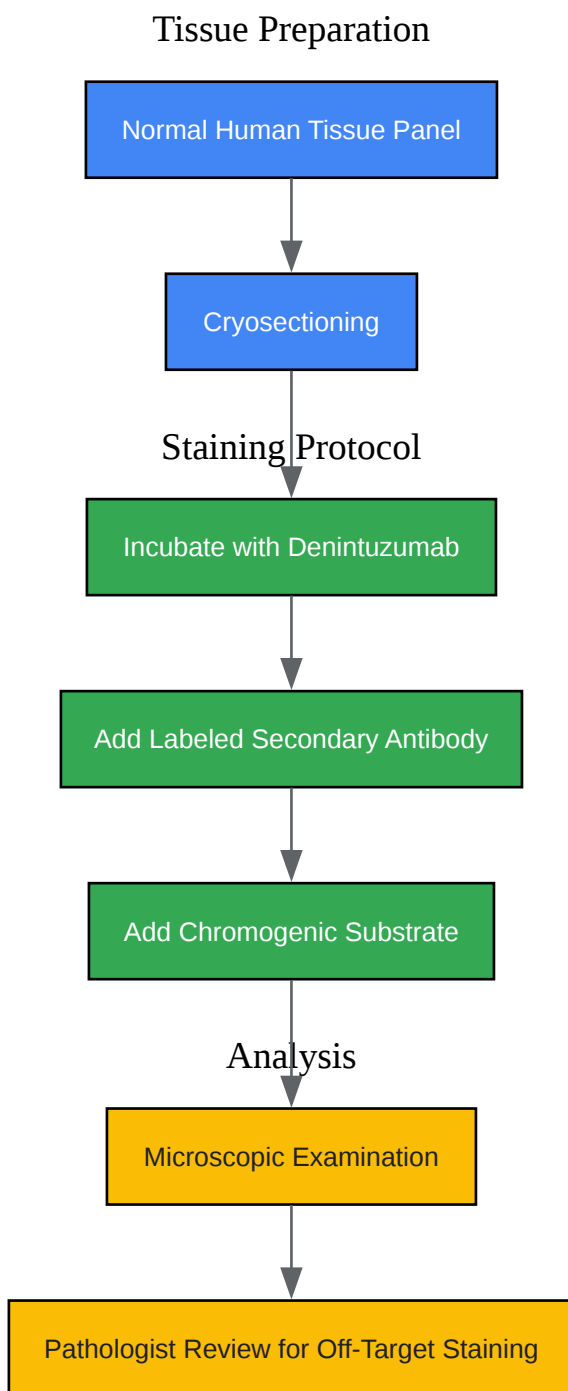 Tissue Preparation
Normal Human Tissue Panel
Cryosectioning
Staining Protocol
Incubate with Denintuzumab
Add Labeled Secondary Antibody
Add Chromogenic Substrate
Analysis
Microscopic Examination
Pathologist Review for Off-Target Staining